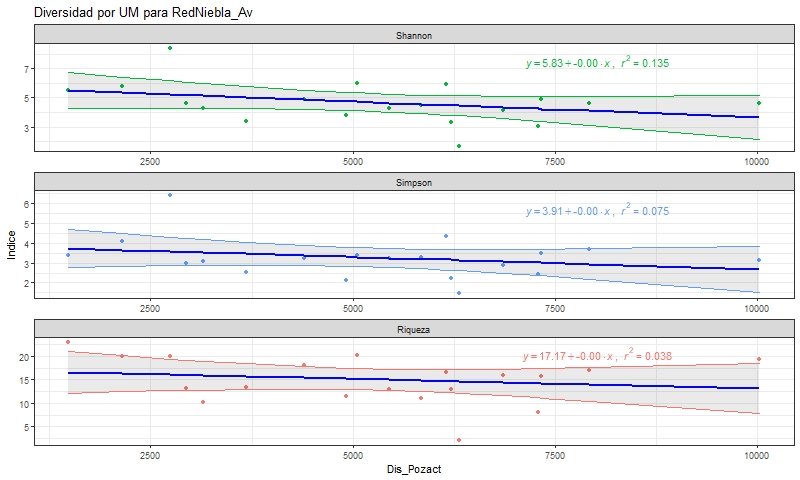 Diversidad por UM para RedNiebla_Av
Shannon
y = 5.83 + -0.00 · x , r² = 0.135
7
5
3
2500 5000 7500 10000
Simpson
y = 3.91 + -0.00 · x , r² = 0.075
6
5
4
3
2
2500 5000 7500 10000
Indice
Riqueza
y = 17.17 + -0.00 · x , r² = 0.038
20
15
10
5
2500 5000 7500 10000
Dis_Pozact